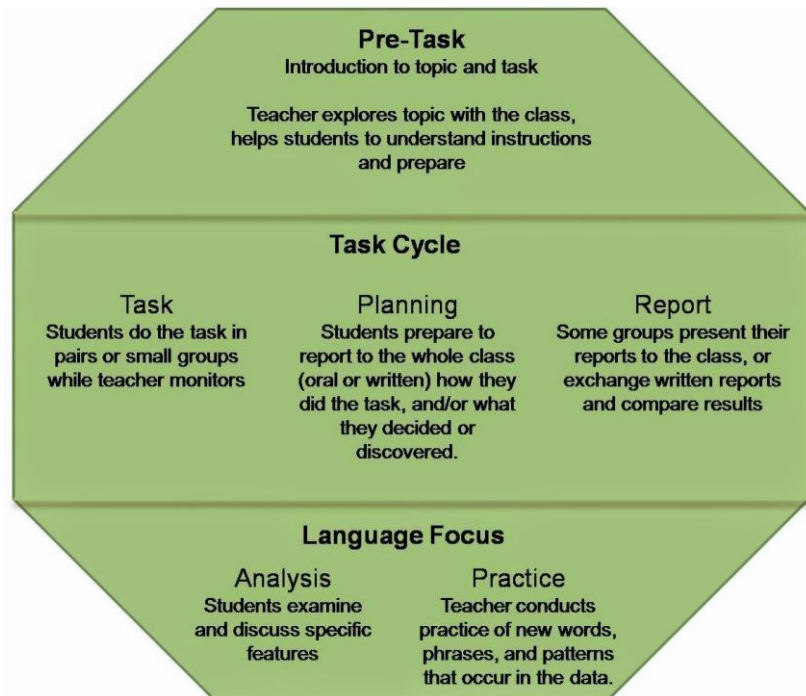 Pre-Task
Introduction to topic and task
Teacher explores topic with the class,
helps students to understand instructions
and prepare
Task Cycle
Task
Students do the task in
pairs or small groups
while teacher monitors
Planning
Students prepare to
report to the whole class
(oral or written) how they
did the task, and/or what
they decided or
discovered.
Report
Some groups present their
reports to the class, or
exchange written reports
and compare results
Language Focus
Analysis
Students examine
and discuss specific
features
Practice
Teacher conducts
practice of new words,
phrases, and patterns
that occur in the data.